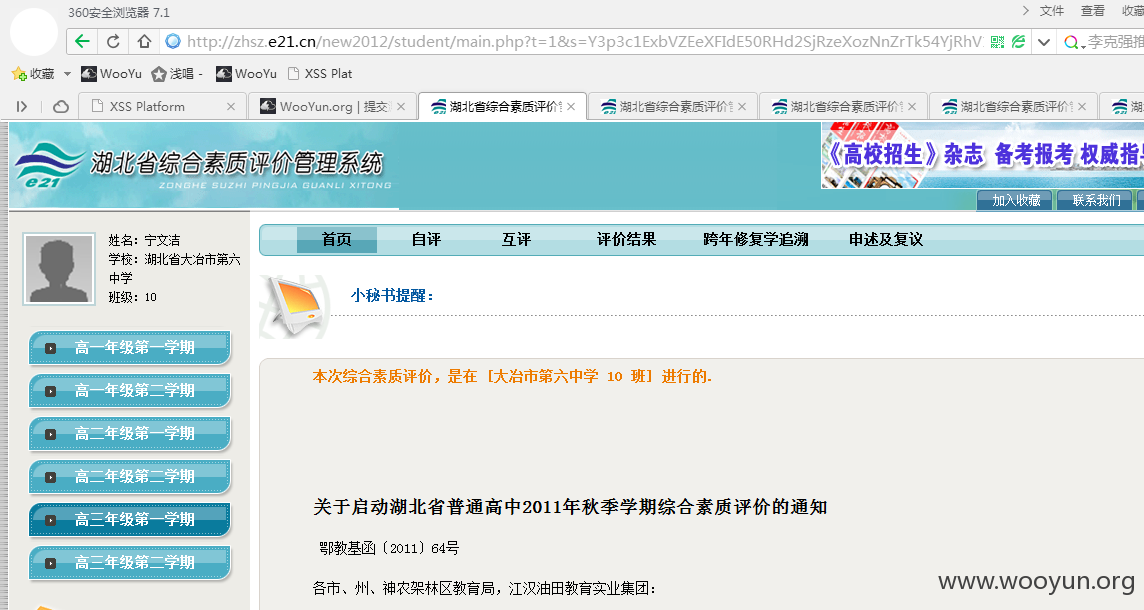 360安全浏览器 7.1
文件 查看 收藏
http://zhsz.e21.cn/new2012/student/main.php?t=1&s=Y3p3c1ExbVZEeXFIdE50RHd2SjRzeXozNnZrTk54YjRhV
李克强推
收藏 WooYu 浅唱 - WooYu XSS Plat
XSS Platform
WooYun.org | 提交
湖北省综合素质评价管
湖北省综合素质评价管
湖北省综合素质评价
湖北省综合素质评价
湖
e21
湖北省综合素质评价管理系统
ZONGHE SUZHI PINGJIA GUANLI XITONG
《高校招生》杂志 备考报考 权威指
加入收藏 联系我们
姓名：宁文洁
学校：湖北省大冶市第六
中学
班级：10
首页 自评 互评 评价结果 跨年修复学追溯 申述及复议
小秘书提醒：
高一年级第一学期
高一年级第二学期
高二年级第一学期
高二年级第二学期
高三年级第一学期
高三年级第二学期
本次综合素质评价，是在 [大冶市第六中学 10 班] 进行的.
关于启动湖北省普通高中2011年秋季学期综合素质评价的通知
鄂教基函〔2011〕64号
各市、州、神农架林区教育局，江汉油田教育实业集团：
www.wooyun.org